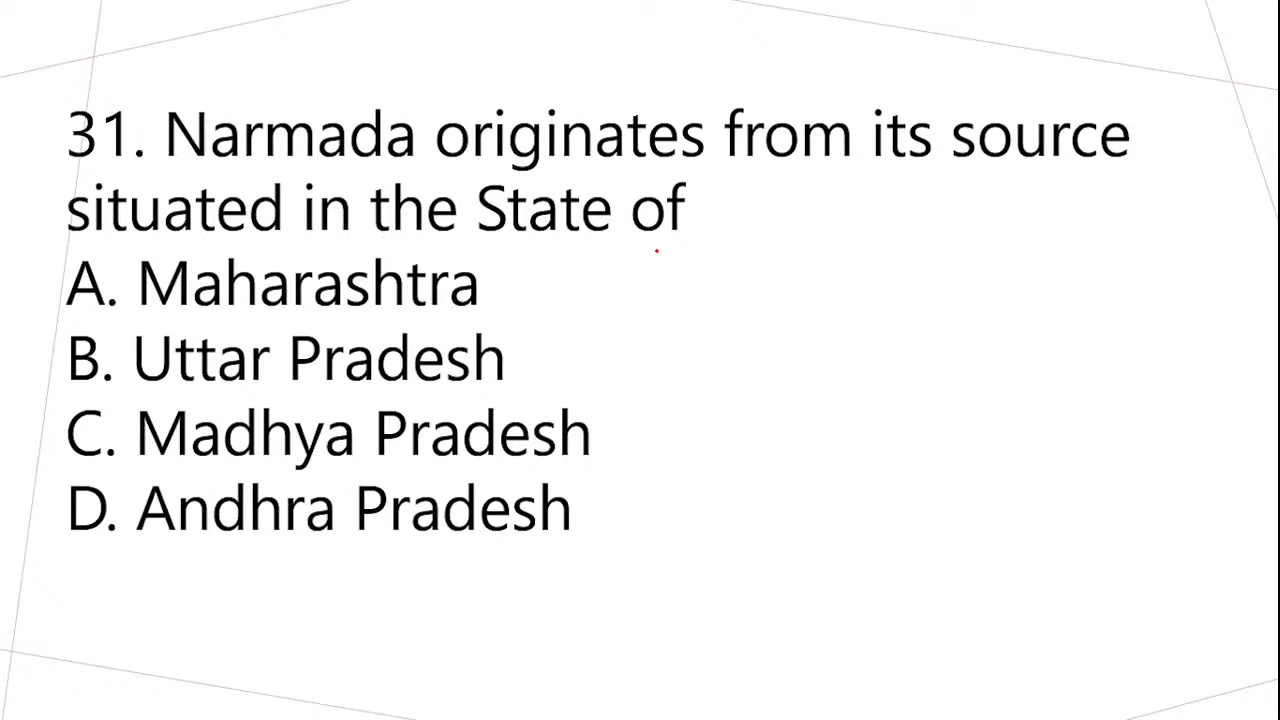 31. Narmada originates from its source
situated in the State of
A. Maharashtra
B. Uttar Pradesh
C. Madhya Pradesh
D. Andhra Pradesh